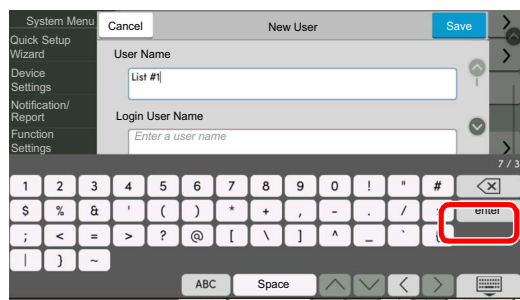 System Menu
Quick Setup
Wizard
Device
Settings
Notification/
Report
Function
Settings
Cancel
New User
Save
User Name
List #1
Login User Name
Enter a user name
7 / 3
1 2 3 4 5 6 7 8 9 0 ! " #
$ % & ' ( ) * + , - . / : enter
; < = > ? @ [ \ ] ^ _ ` {
| } ~
ABC Space